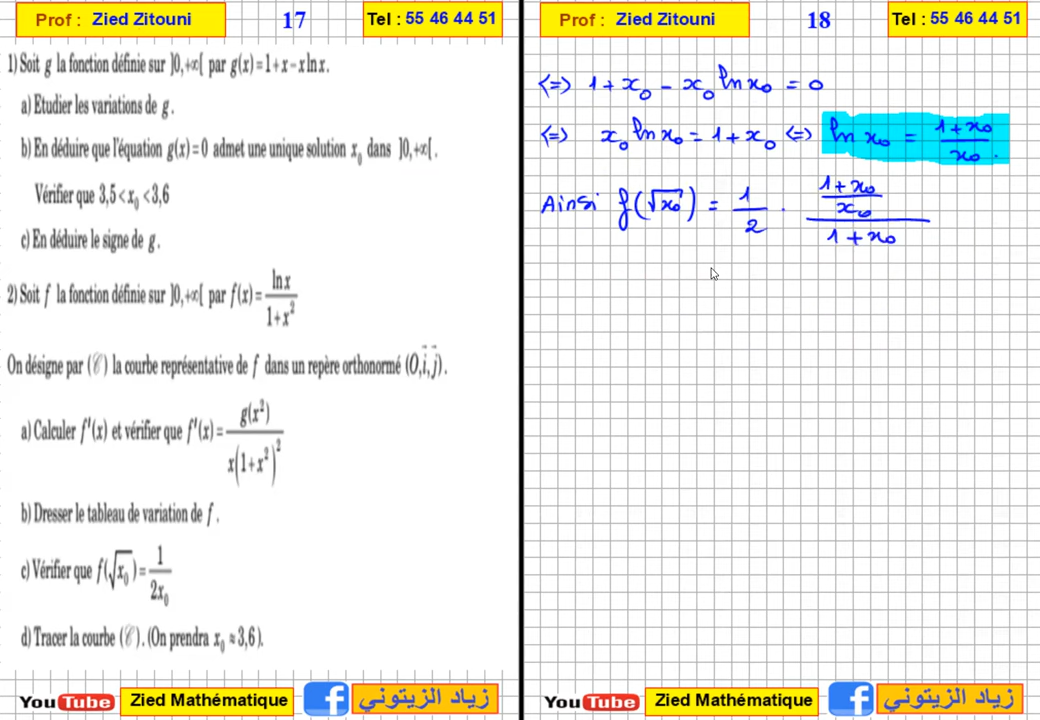 Prof : Zied Zitouni 17 Tel : 55 46 44 51
1) Soit g la fonction définie sur ]0,+∞[ par g(x)=1+x-x ln x.
a) Etudier les variations de g.
b) En déduire que l'équation g(x)=0 admet une unique solution x₀ dans ]0,+∞[.
Vérifier que 3,5<x₀<3,6
c) En déduire le signe de g.
2) Soit f la fonction définie sur ]0,+∞[ par f(x)= ln x / (1+x²)
On désigne par (𝒞) la courbe représentative de f dans un repère orthonormé (O,i⃗,j⃗).
a) Calculer f'(x) et vérifier que f'(x)= g(x²) / x(1+x²)²
b) Dresser le tableau de variation de f.
c) Vérifier que f(√x₀)= 1 / 2x₀
d) Tracer la courbe (𝒞). (On prendra x₀ ≈ 3,6).
You Tube Zied Mathématique f زياد الزيتوني
Prof : Zied Zitouni 18 Tel : 55 46 44 51
<=> 1 + x₀ - x₀ ln x₀ = 0
<=> x₀ ln x₀ = 1 + x₀ <=> ln x₀ = (1+x₀) / x₀ .
Ainsi f(√x₀) = 1/2 . ((1+x₀)/x₀) / (1+x₀)
You Tube Zied Mathématique f زياد الزيتوني